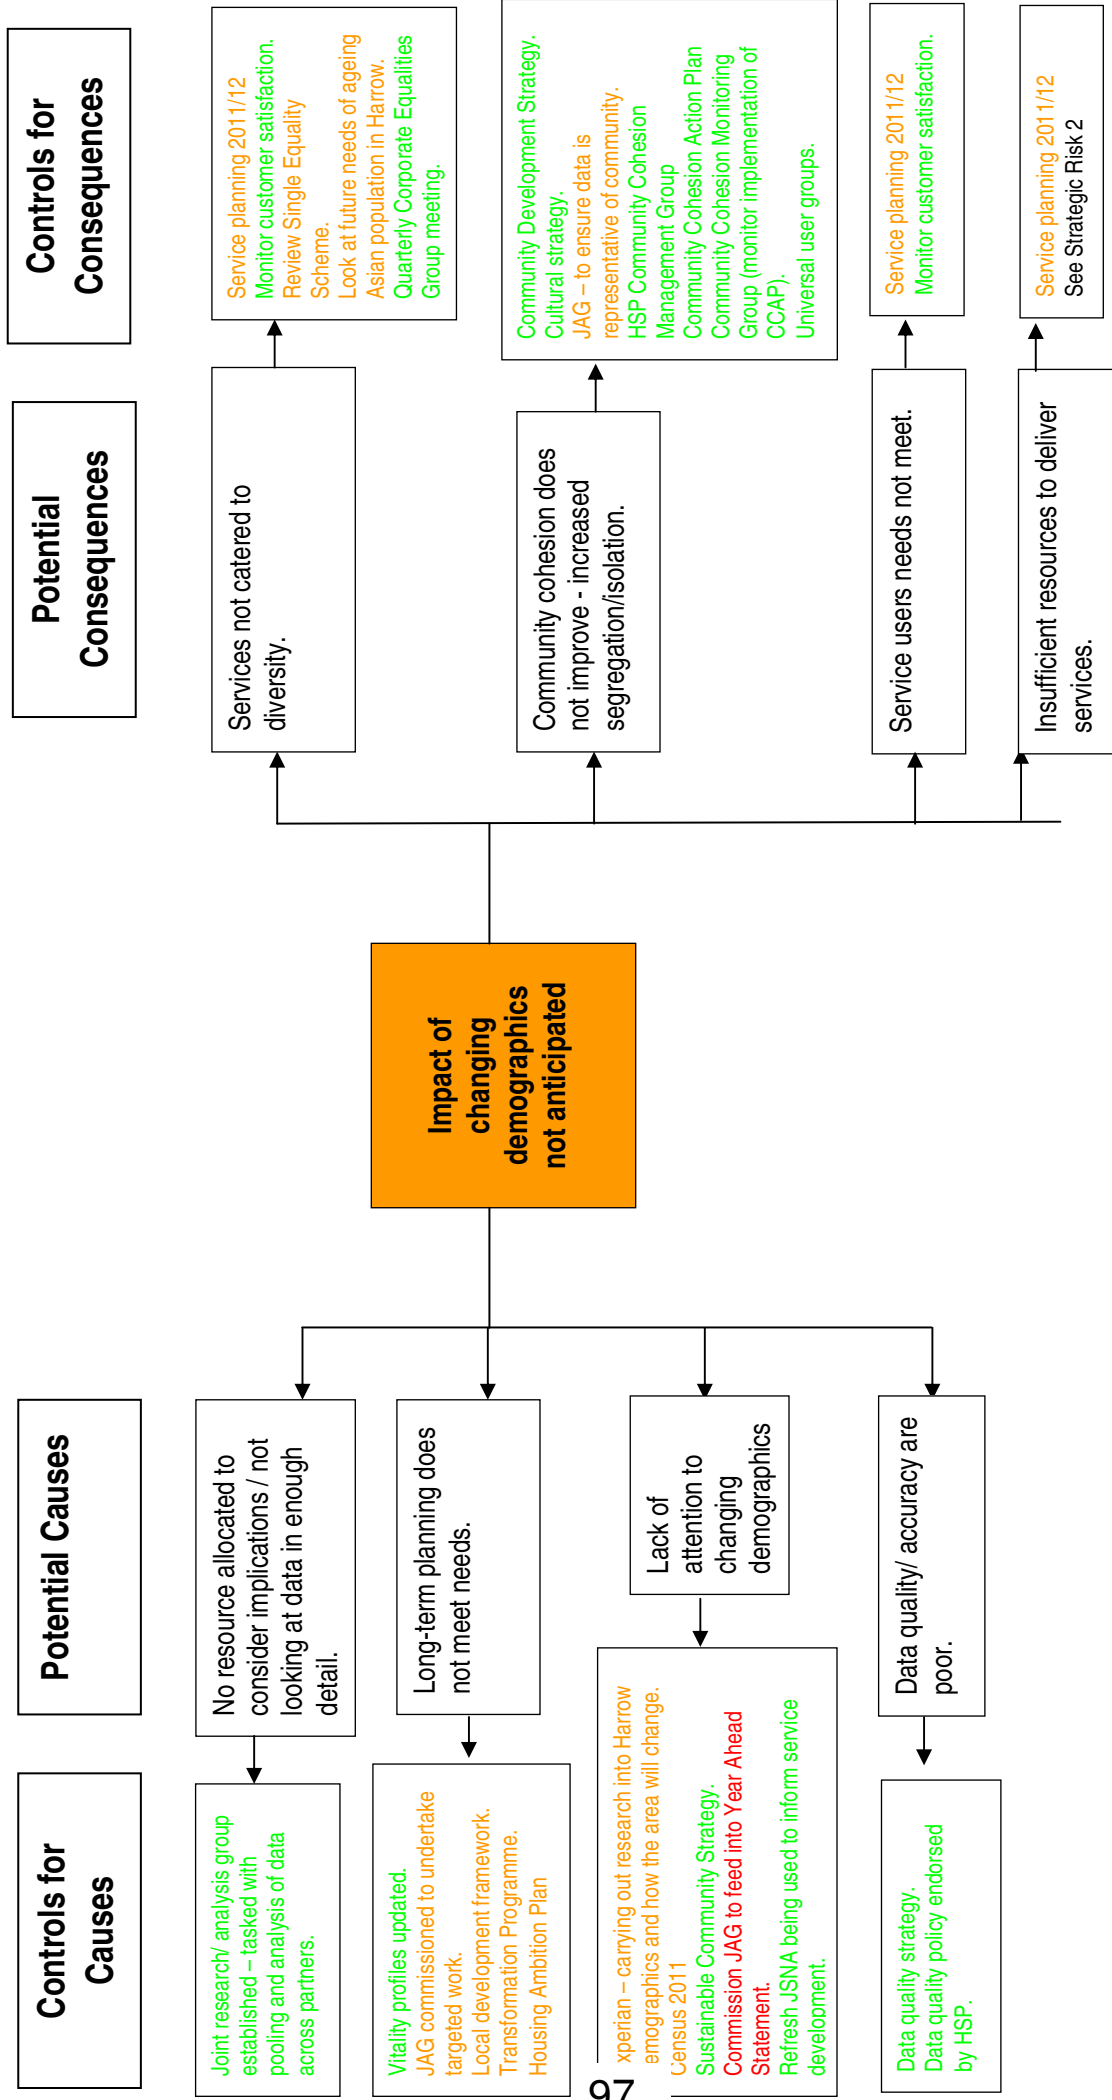 Controls for
Causes
Potential Causes
Potential
Consequences
Controls for
Consequences
Joint research/ analysis group
established – tasked with
pooling and analysis of data
across partners.
No resource allocated to
consider implications / not
looking at data in enough
detail.
Vitality profiles updated.
JAG commissioned to undertake
targeted work.
Local development framework.
Transformation Programme.
Housing Ambition Plan
Long-term planning does
not meet needs.
xperian – carrying out research into Harrow
emographics and how the area will change.
Census 2011
Sustainable Community Strategy.
Commission JAG to feed into Year Ahead
Statement.
Refresh JSNA being used to inform service
development.
Lack of
attention to
changing
demographics
Data quality strategy.
Data quality policy endorsed
by HSP.
Data quality/ accuracy are
poor.
Impact of
changing
demographics
not anticipated
Services not catered to
diversity.
Service planning 2011/12
Monitor customer satisfaction.
Review Single Equality
Scheme.
Look at future needs of ageing
Asian population in Harrow.
Quarterly Corporate Equalities
Group meeting.
Community cohesion does
not improve - increased
segregation/isolation.
Community Development Strategy.
Cultural strategy.
JAG – to ensure data is
representative of community.
HSP Community Cohesion
Management Group
Community Cohesion Action Plan
Community Cohesion Monitoring
Group (monitor implementation of
CCAP).
Universal user groups.
Service users needs not meet.
Service planning 2011/12
Monitor customer satisfaction.
Insufficient resources to deliver
services.
Service planning 2011/12
See Strategic Risk 2
97